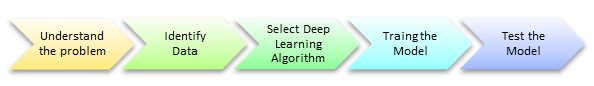 Understand
the problem
Identify
Data
Select Deep
Learning
Algorithm
Traing the
Model
Test the
Model